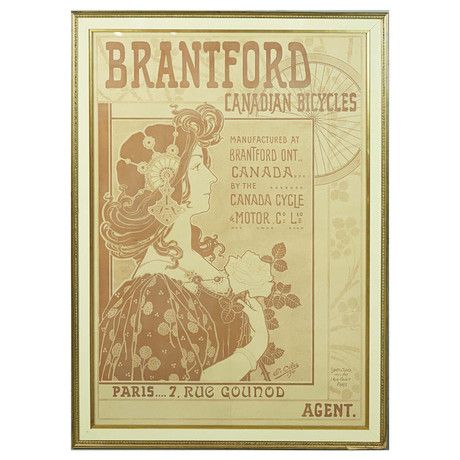 BRANTFORD
CANADIAN BICYCLES
MANUFACTURED AT
BRANTFORD ONT...
CANADA...
BY THE
CANADA CYCLE
& MOTOR. Co. LTD
PARIS.... 7, RUE GOUNOD
AGENT.